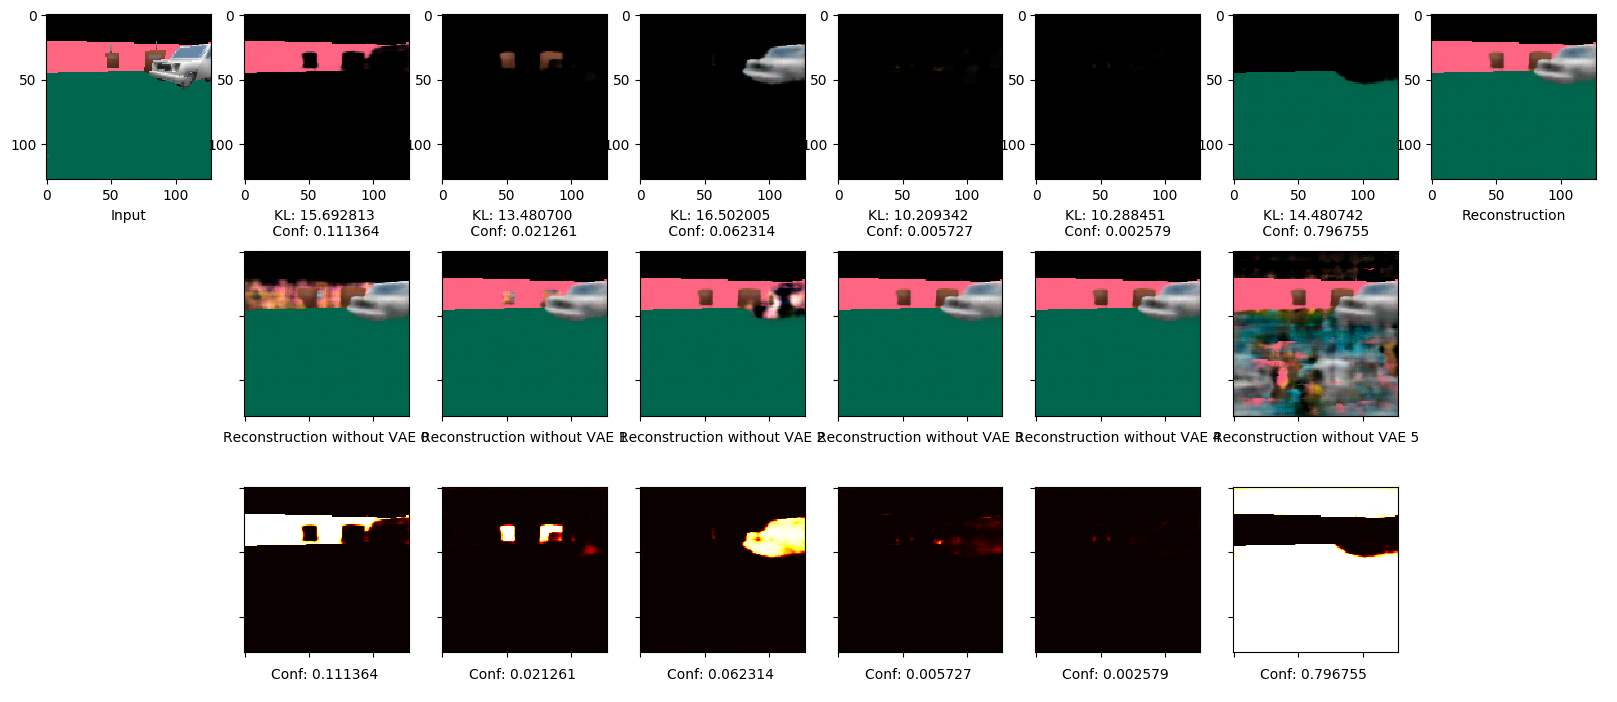 0
50
100
0
50
100
0
50
100
0
50
100
0
50
100
0
50
100
0
50
100
0
50
100
0 50 100
0 50 100
0 50 100
0 50 100
0 50 100
0 50 100
0 50 100
0 50 100
Input
KL: 15.692813
Conf: 0.111364
KL: 13.480700
Conf: 0.021261
KL: 16.502005
Conf: 0.062314
KL: 10.209342
Conf: 0.005727
KL: 10.288451
Conf: 0.002579
KL: 14.480742
Conf: 0.796755
Reconstruction
Reconstruction without VAE 0
Reconstruction without VAE 1
Reconstruction without VAE 2
Reconstruction without VAE 3
Reconstruction without VAE 4
Reconstruction without VAE 5
Conf: 0.111364
Conf: 0.021261
Conf: 0.062314
Conf: 0.005727
Conf: 0.002579
Conf: 0.796755